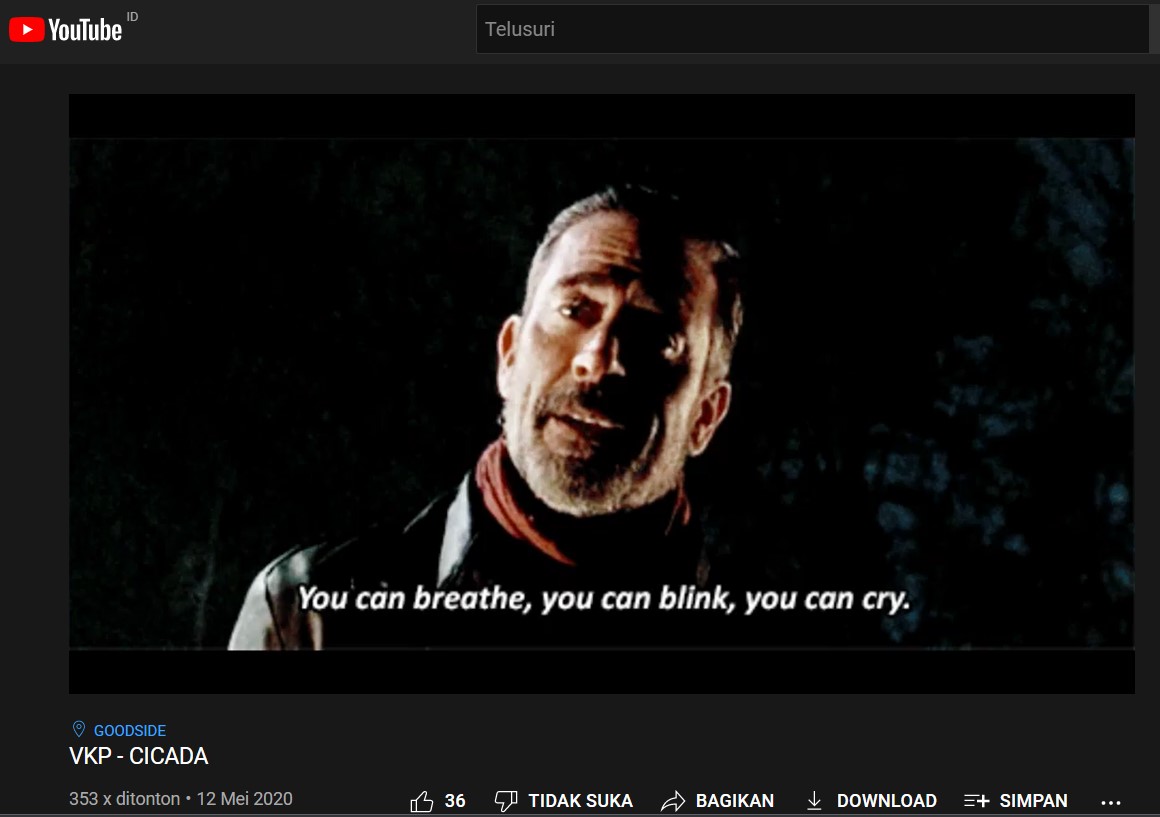 YouTube ID
Telusuri
You can breathe, you can blink, you can cry.
GOODSIDE
VKP - CICADA
353 x ditonton • 12 Mei 2020 36 TIDAK SUKA BAGIKAN DOWNLOAD SIMPAN ...